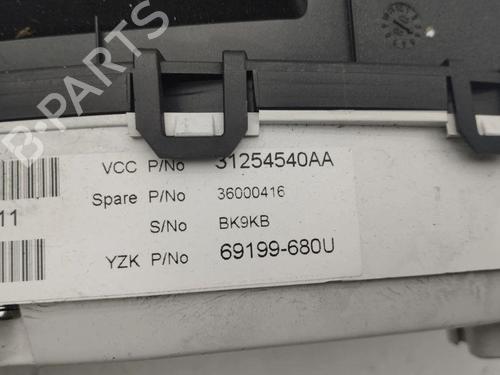 B-PARTS
VCC P/No 31254540AA
Spare P/No 36000416
11
S/No BK9KB
YZK P/No 69199-680U